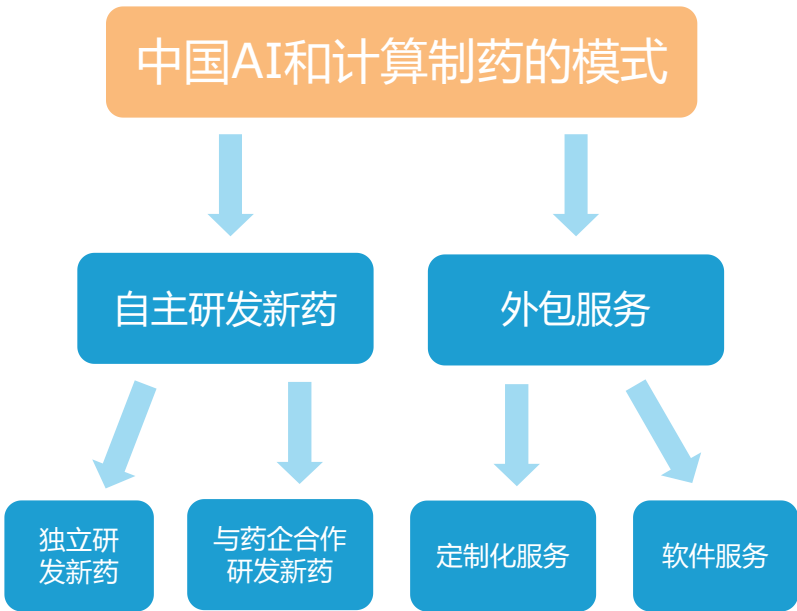 中国AI和计算制药的模式
自主研发新药
外包服务
独立研
发新药
与药企合作
研发新药
定制化服务
软件服务